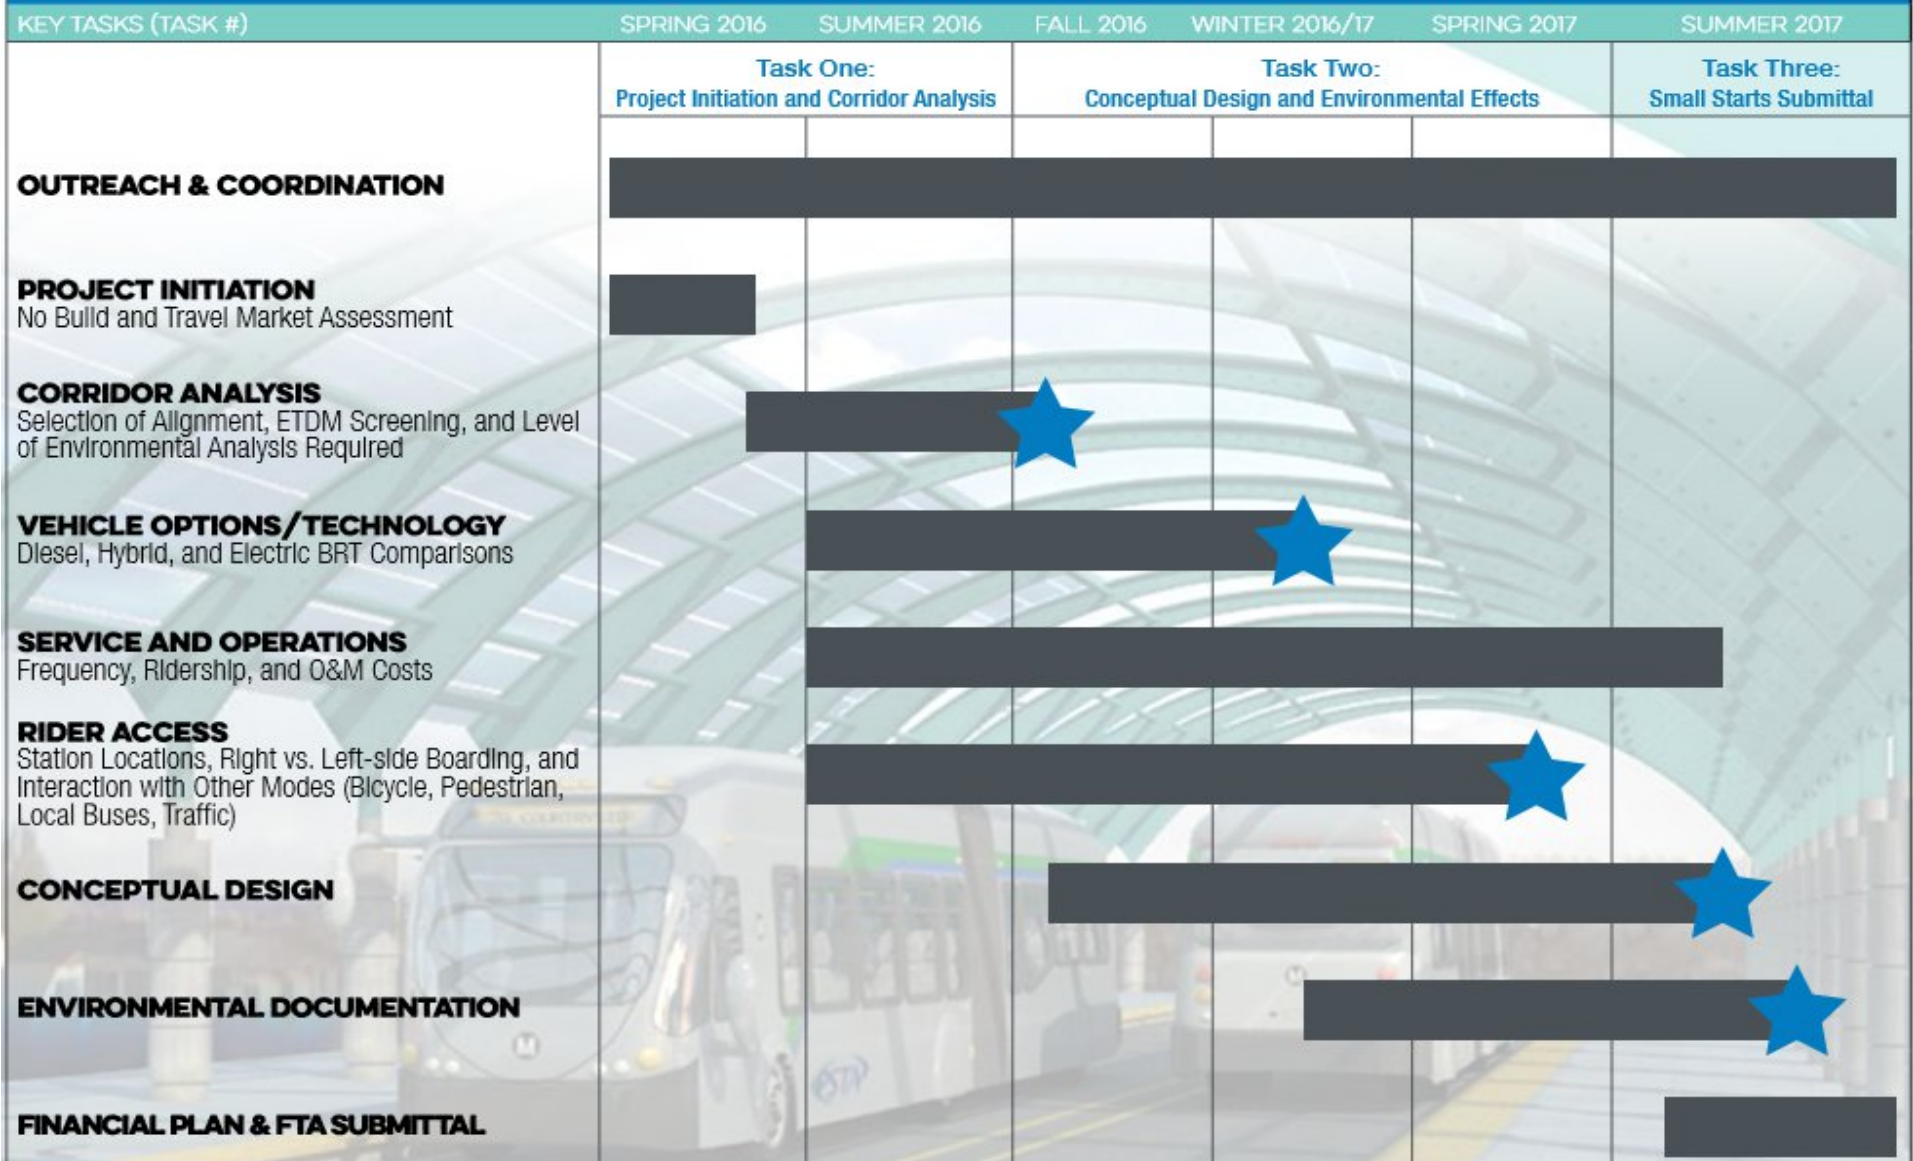 KEY TASKS (TASK #) SPRING 2016 SUMMER 2016 FALL 2016 WINTER 2016/17 SPRING 2017 SUMMER 2017
Task One: Task Two: Task Three:
Project Initiation and Corridor Analysis Conceptual Design and Environmental Effects Small Starts Submittal
OUTREACH & COORDINATION
PROJECT INITIATION
No Build and Travel Market Assessment
CORRIDOR ANALYSIS
Selection of Alignment, ETDM Screening, and Level
of Environmental Analysis Required
VEHICLE OPTIONS/TECHNOLOGY
Diesel, Hybrid, and Electric BRT Comparisons
SERVICE AND OPERATIONS
Frequency, Ridership, and O&M Costs
RIDER ACCESS
Station Locations, Right vs. Left-side Boarding, and
Interaction with Other Modes (Bicycle, Pedestrian,
Local Buses, Traffic)
CONCEPTUAL DESIGN
ENVIRONMENTAL DOCUMENTATION
FINANCIAL PLAN & FTA SUBMITTAL